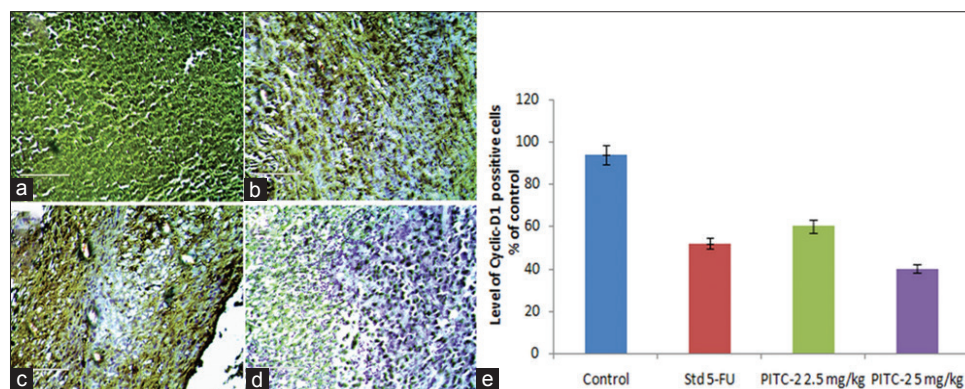 a
b
c
d
e
Level of Cyclic-D1 possitive cells
% of control
120
100
80
60
40
20
0
Control
Std 5-FU
PITC-2 2.5 mg/kg
PITC-2 5 mg/kg